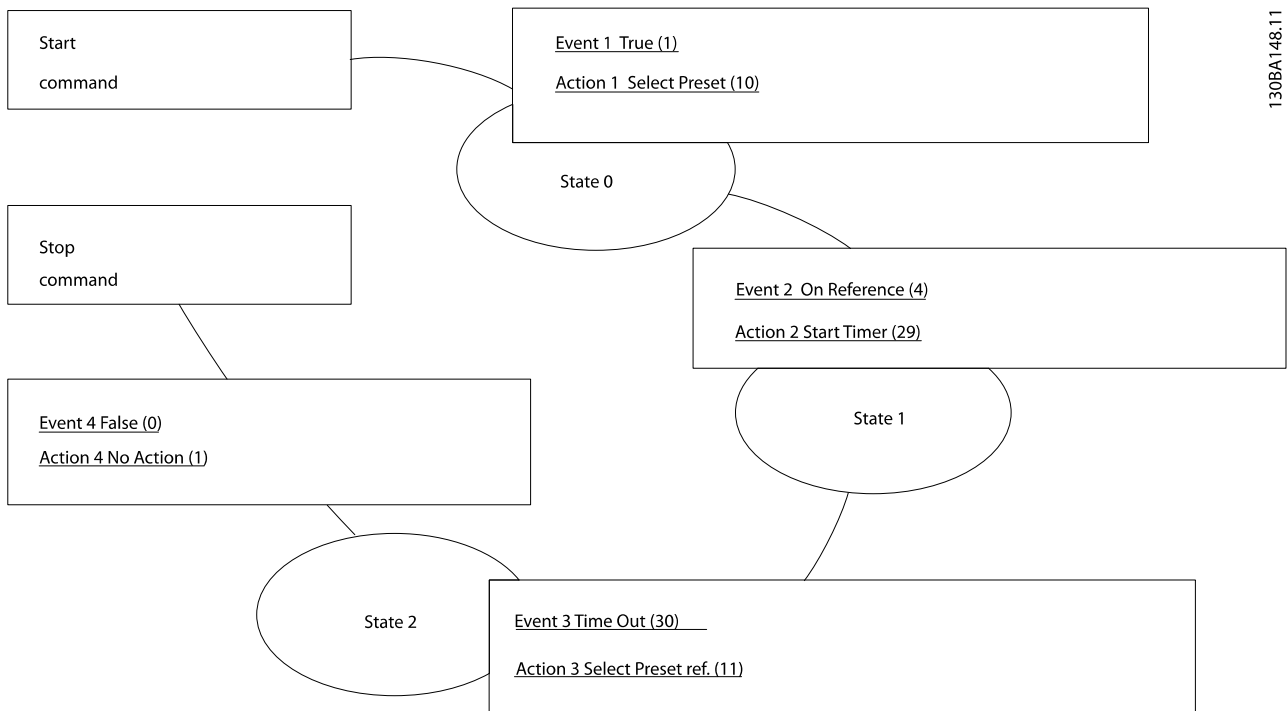 Start
command
Event 1 True (1)
Action 1 Select Preset (10)
130BA148.11
State 0
Stop
command
Event 2 On Reference (4)
Action 2 Start Timer (29)
Event 4 False (0)
Action 4 No Action (1)
State 1
State 2
Event 3 Time Out (30)
Action 3 Select Preset ref. (11)